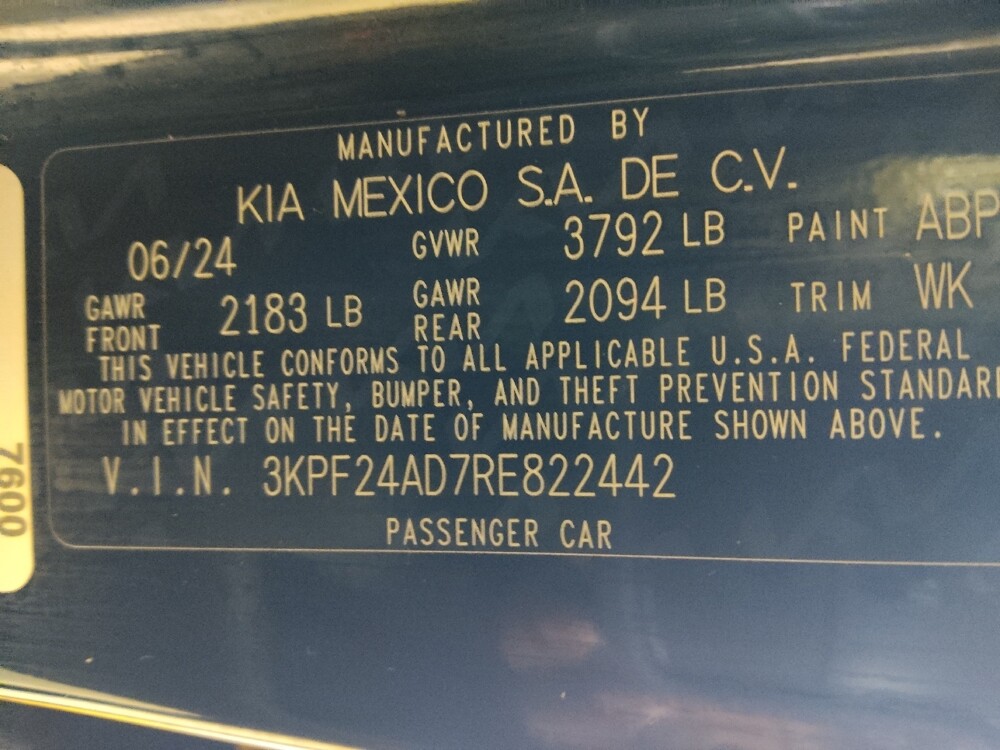 MANUFACTURED BY
KIA MEXICO S.A. DE C.V.
06/24 GVWR 3792 LB PAINT ABP
GAWR FRONT 2183 LB GAWR REAR 2094 LB TRIM WK
THIS VEHICLE CONFORMS TO ALL APPLICABLE U.S.A. FEDERAL
MOTOR VEHICLE SAFETY, BUMPER, AND THEFT PREVENTION STANDAR
IN EFFECT ON THE DATE OF MANUFACTURE SHOWN ABOVE.
V.I.N. 3KPF24AD7RE822442
PASSENGER CAR